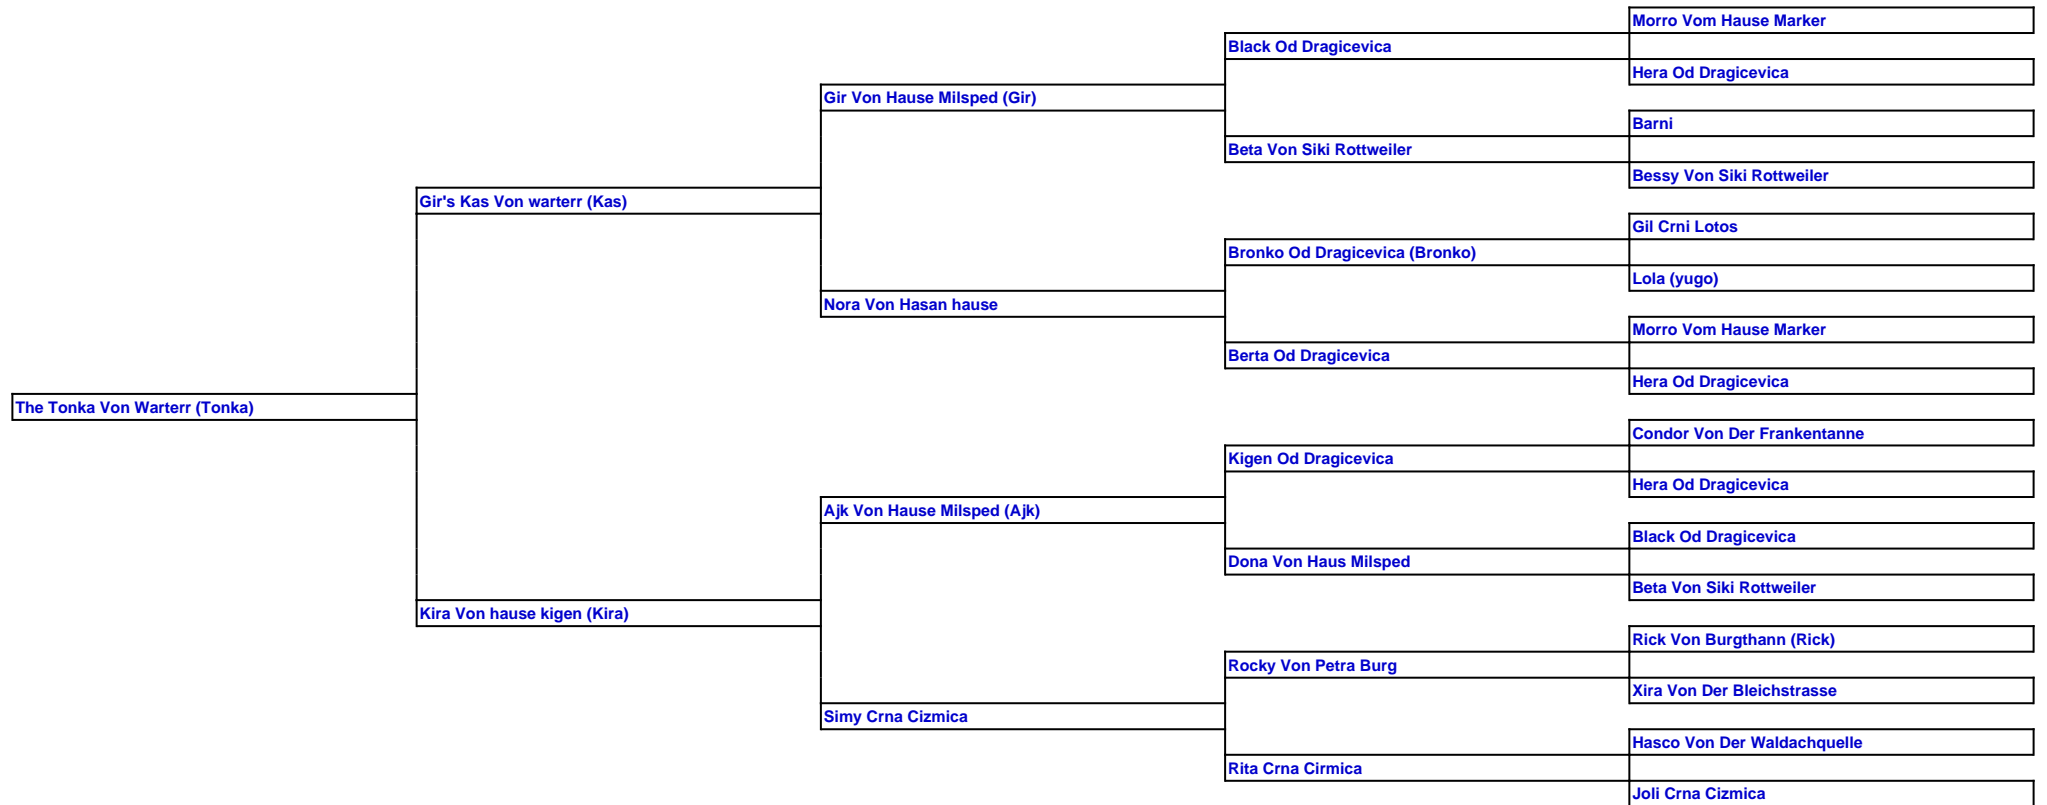 Morro Vom Hause Marker
Black Od Dragicevica
Hera Od Dragicevica
Gir Von Hause Milsped (Gir)
Barni
Beta Von Siki Rottweiler
Bessy Von Siki Rottweiler
Gir's Kas Von warterr (Kas)
Gil Crni Lotos
Bronko Od Dragicevica (Bronko)
Lola (yugo)
Nora Von Hasan hause
Morro Vom Hause Marker
Berta Od Dragicevica
Hera Od Dragicevica
The Tonka Von Warterr (Tonka)
Condor Von Der Frankentanne
Kigen Od Dragicevica
Hera Od Dragicevica
Ajk Von Hause Milsped (Ajk)
Black Od Dragicevica
Dona Von Haus Milsped
Beta Von Siki Rottweiler
Kira Von hause kigen (Kira)
Rick Von Burgthann (Rick)
Rocky Von Petra Burg
Xira Von Der Bleichstrasse
Simy Crna Cizmica
Hasco Von Der Waldachquelle
Rita Crna Cirmica
Joli Crna Cizmica